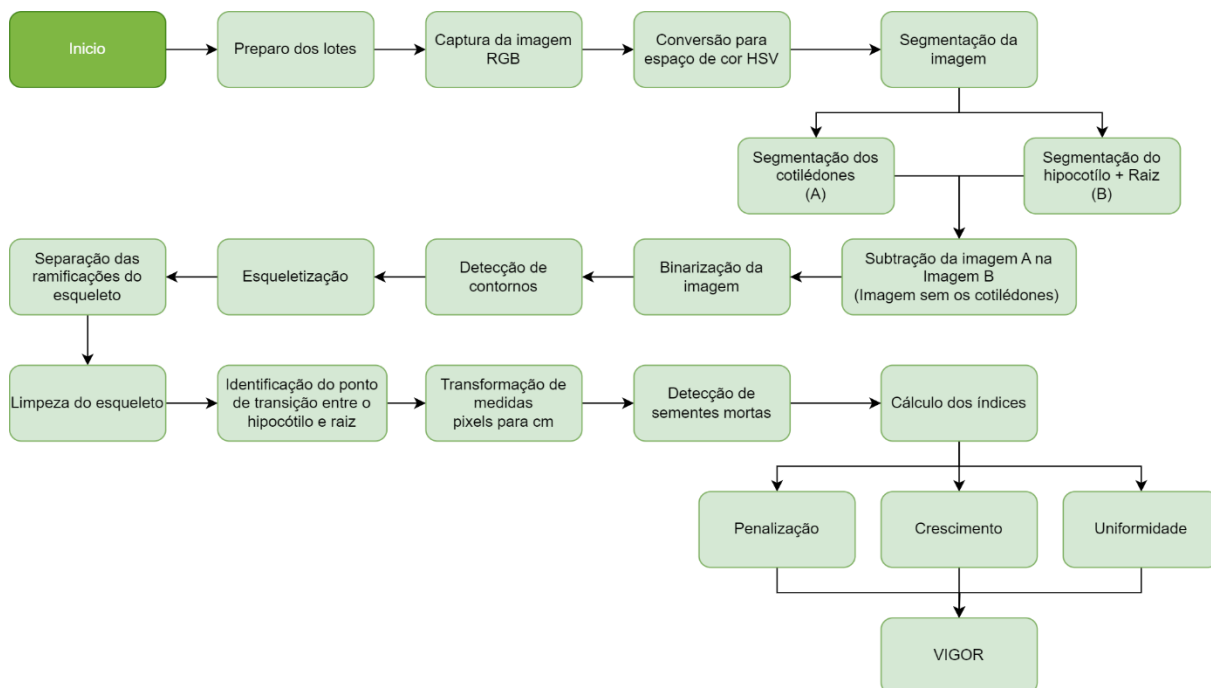 Inicio
Preparo dos lotes
Captura da imagem
RGB
Conversão para
espaço de cor HSV
Segmentação da
imagem
Segmentação dos
cotilédones
(A)
Segmentação do
hipocotílo + Raiz
(B)
Subtração da imagem A na
Imagem B
(Imagem sem os cotilédones)
Binarização da
imagem
Detecção de
contornos
Esqueletização
Separação das
ramificações do
esqueleto
Limpeza do esqueleto
Identificação do ponto
de transição entre o
hipocótilo e raiz
Transformação de
medidas
pixels para cm
Detecção de
sementes mortas
Cálculo dos índices
Penalização
Crescimento
Uniformidade
VIGOR